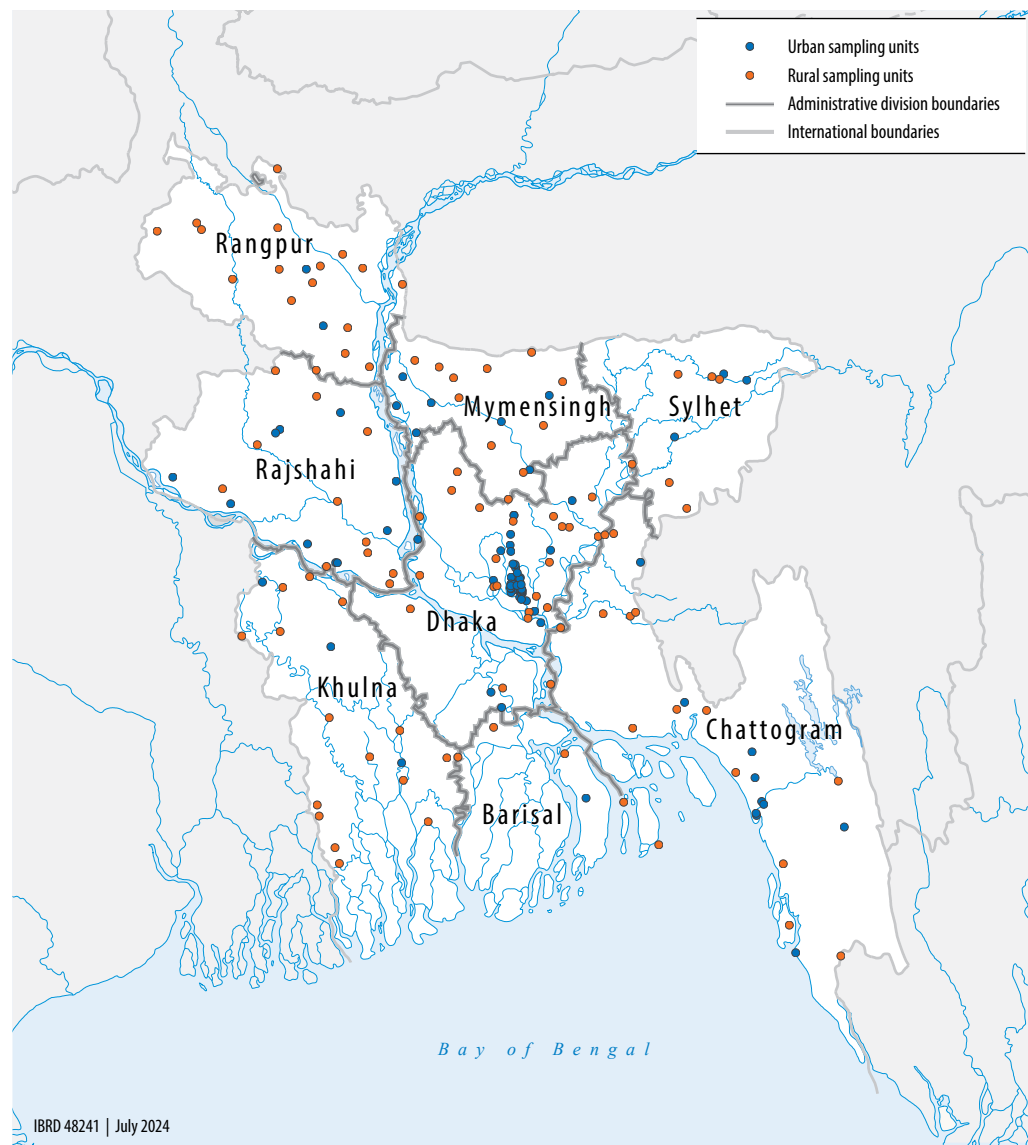 Urban sampling units
Rural sampling units
Administrative division boundaries
International boundaries
Rangpur
Mymensingh
Sylhet
Rajshahi
Dhaka
Khulna
Chattogram
Barisal
Bay of Bengal
IBRD 48241 | July 2024